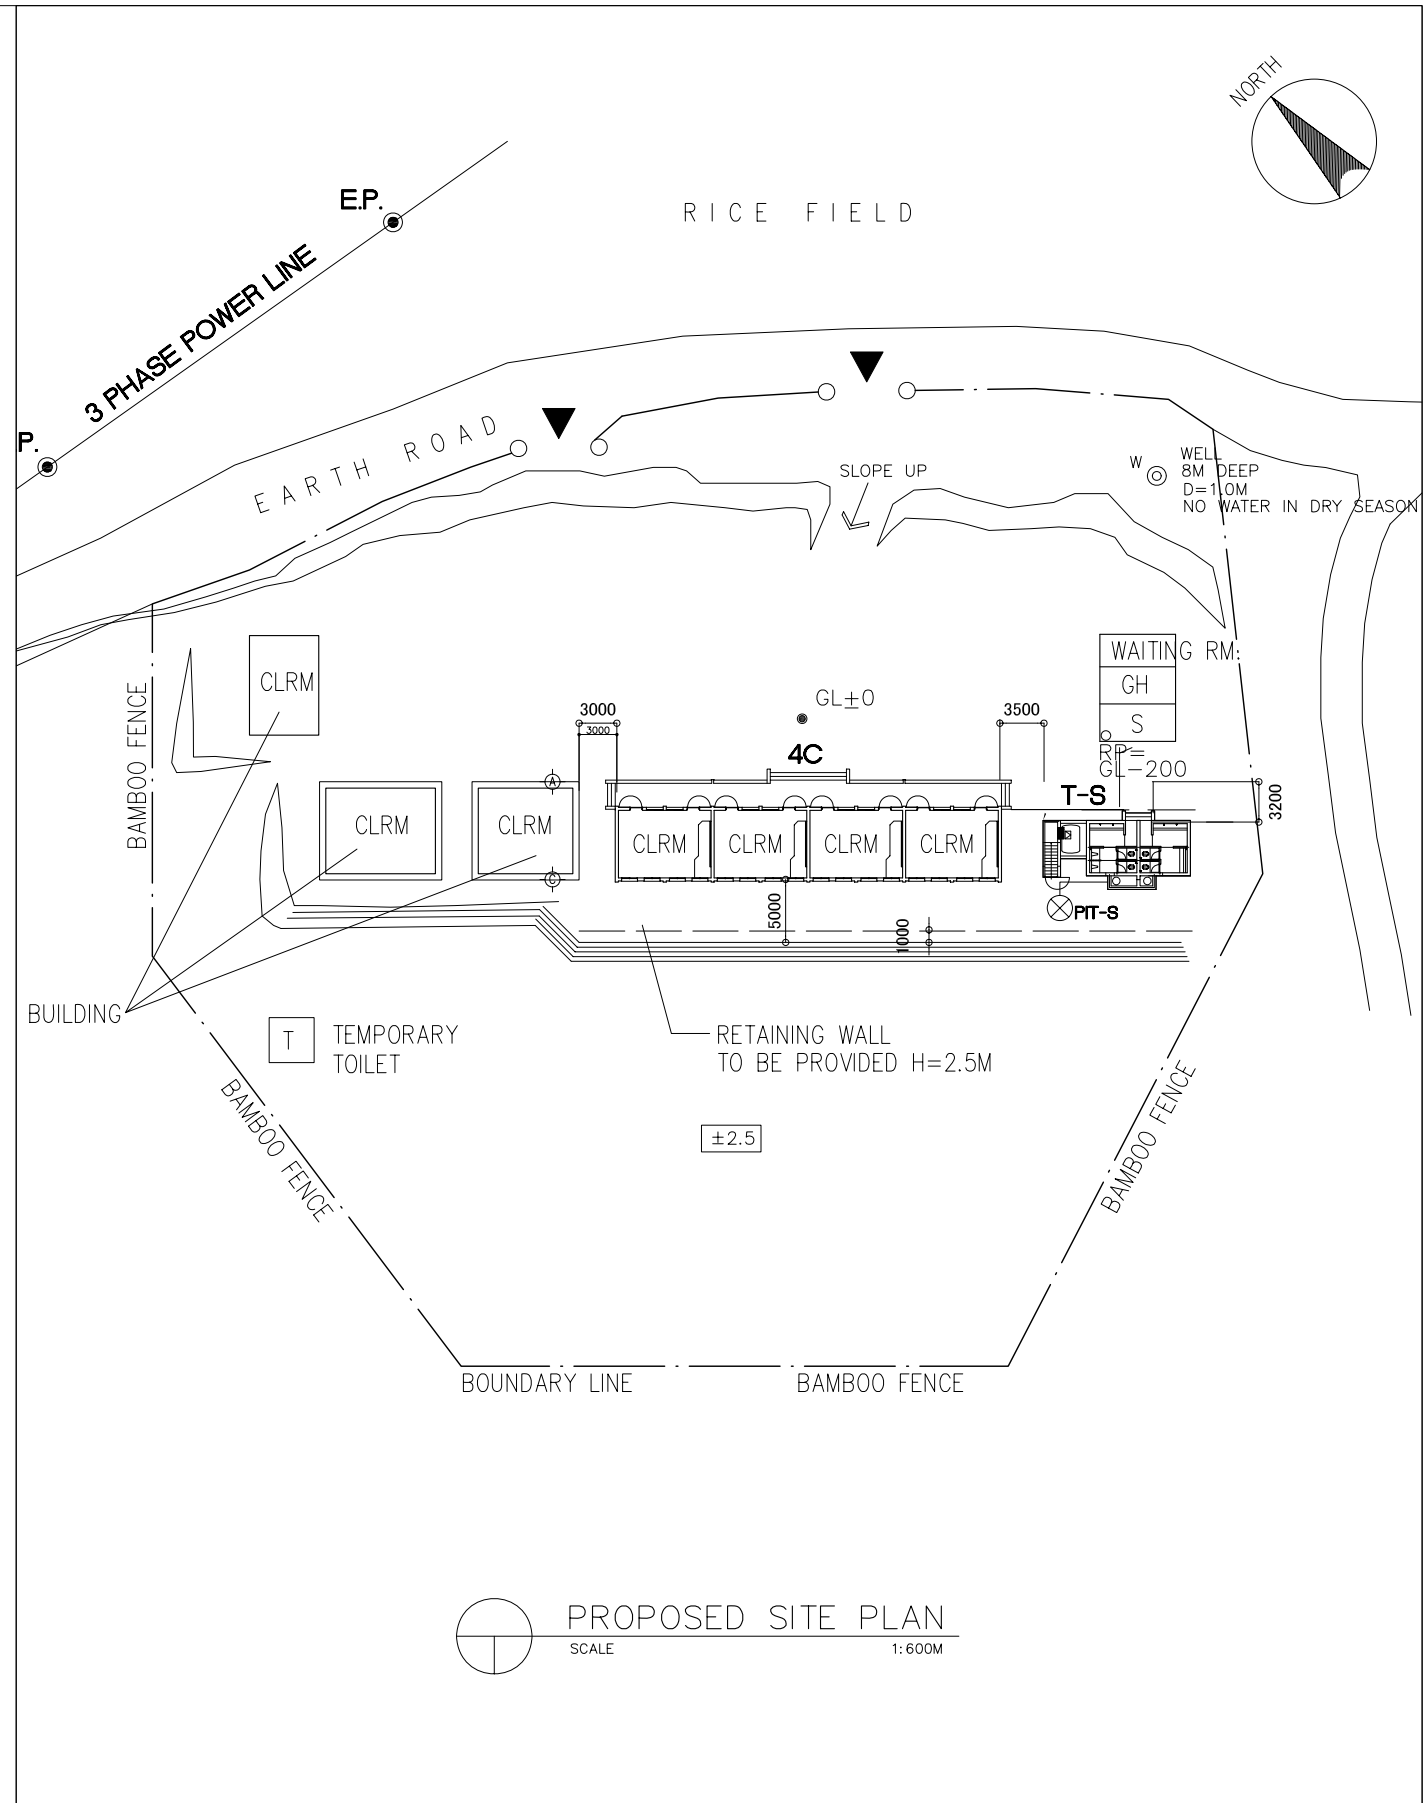 NORTH
E.P.
RICE FIELD
3 PHASE POWER LINE
P.
EARTH ROAD
SLOPE UP
W
WELL
8M DEEP
D=1.0M
NO WATER IN DRY SEASON
WAITING RM.
CLRM
GH
BAMBOO FENCE
GL±0
3000
3500
S
3000
4C
RP=
GL-200
A
T-S
3200
CLRM
CLRM
CLRM
CLRM
CLRM
CLRM
C
5000
PIT-S
1000
BUILDING
T
TEMPORARY
TOILET
RETAINING WALL
TO BE PROVIDED H=2.5M
BAMBOO FENCE
BAMBOO FENCE
±2.5
BOUNDARY LINE
BAMBOO FENCE
PROPOSED SITE PLAN
SCALE
1:600M